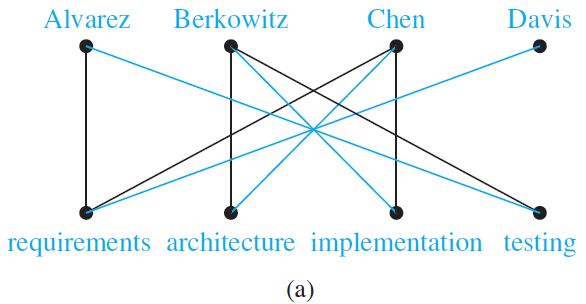 Alvarez Berkowitz Chen Davis
requirements architecture implementation testing
(a)